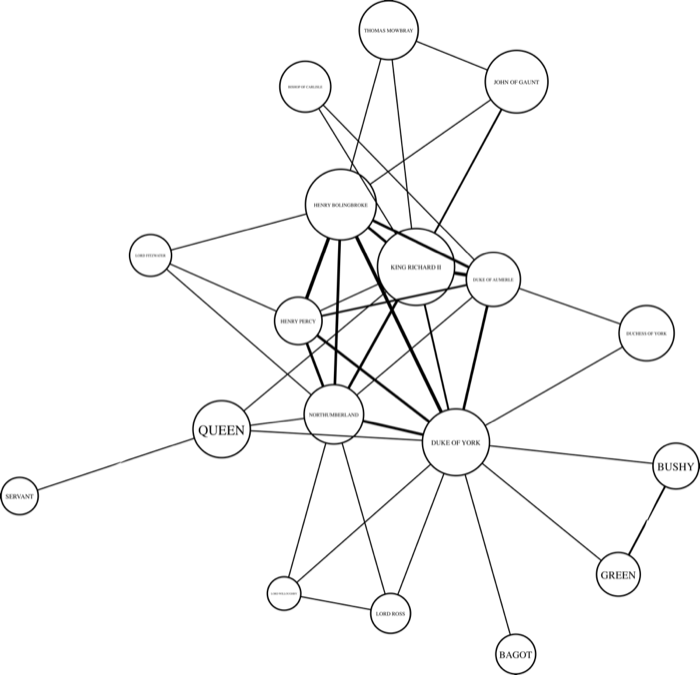 THOMAS MOWBRAY
JOHN OF GAUNT
BISHOP OF CARLISLE
HENRY BOLINGBROKE
LORD FITZWATER
KING RICHARD II
DUKE OF AUMERLE
HENRY PERCY
DUCHESS OF YORK
NORTHUMBERLAND
QUEEN
DUKE OF YORK
BUSHY
SERVANT
GREEN
LORD ROSS
BAGOT